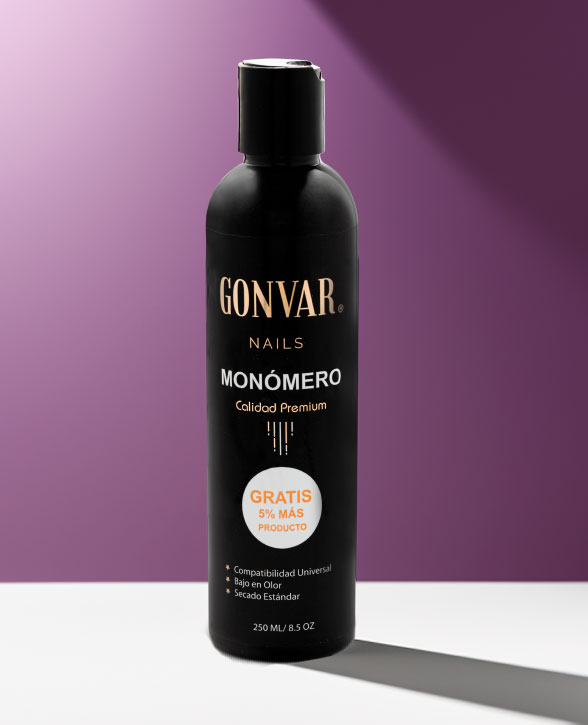 GONVAR®
NAILS
MONÓMERO
Calidad Premium
GRATIS
5% MÁS
PRODUCTO
* Compatibilidad Universal
* Bajo en Olor
* Secado Estándar
250 ML/ 8.5 OZ